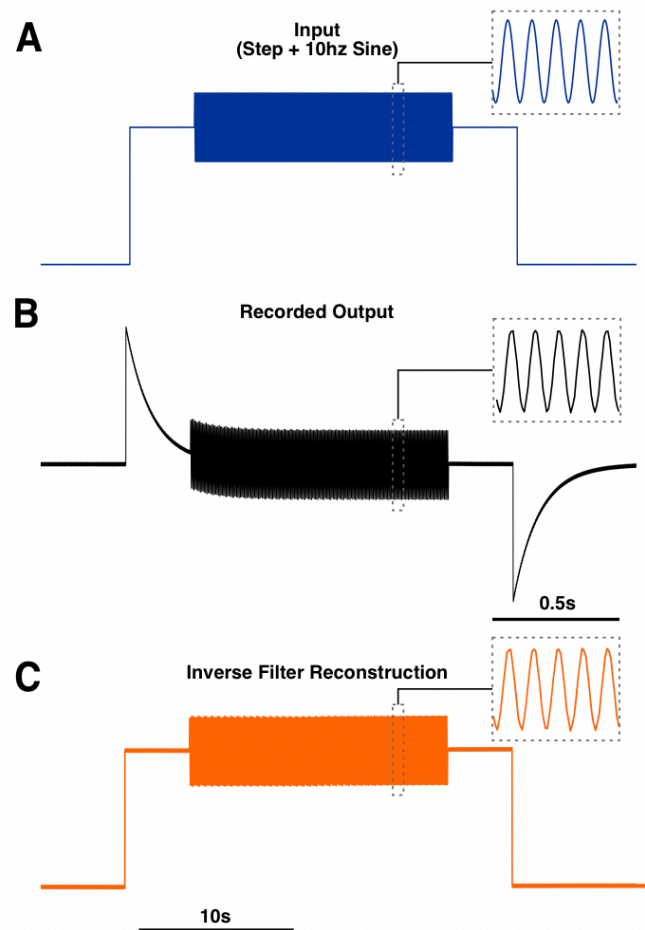 A
Input
(Step + 10hz Sine)
B
Recorded Output
0.5s
C
Inverse Filter Reconstruction
10s